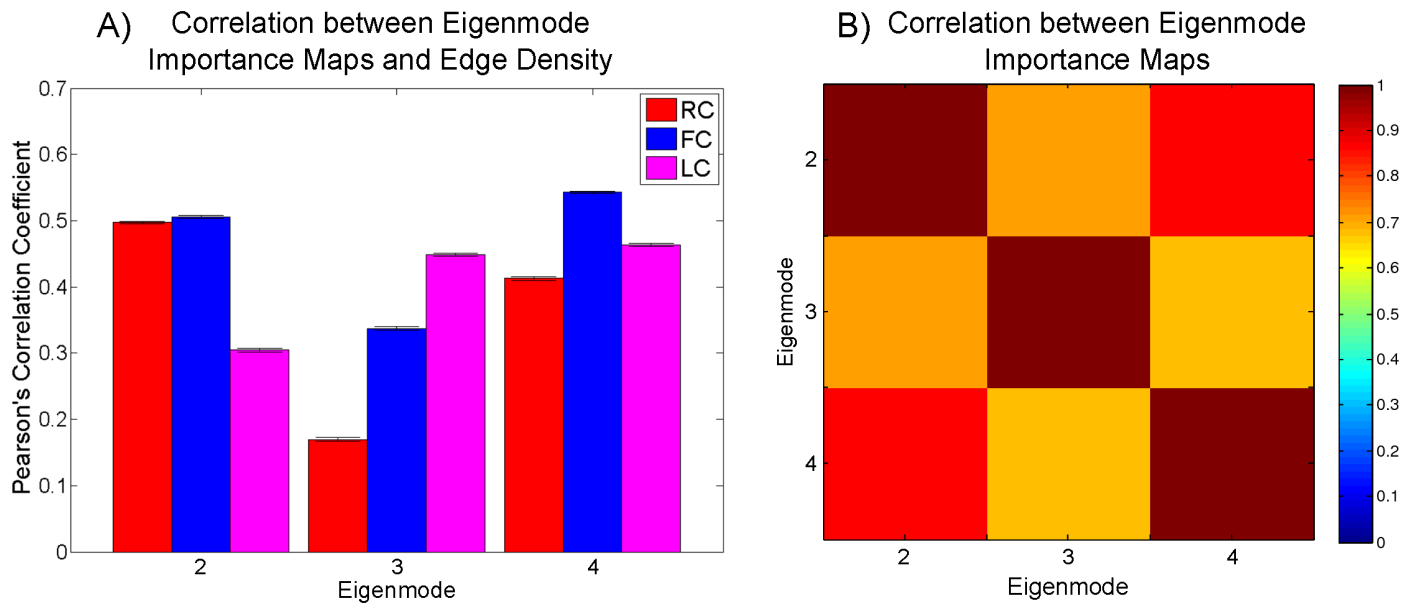 A) Correlation between Eigenmode
Importance Maps and Edge Density
0.7
0.6
0.5
0.4
0.3
0.2
0.1
0
Pearson's Correlation Coefficient
2
3
4
RC
FC
LC
2
3
4
Eigenmode
B) Correlation between Eigenmode
Importance Maps
2
3
4
Eigenmode
2
3
4
Eigenmode
1
0.9
0.8
0.7
0.6
0.5
0.4
0.3
0.2
0.1
0